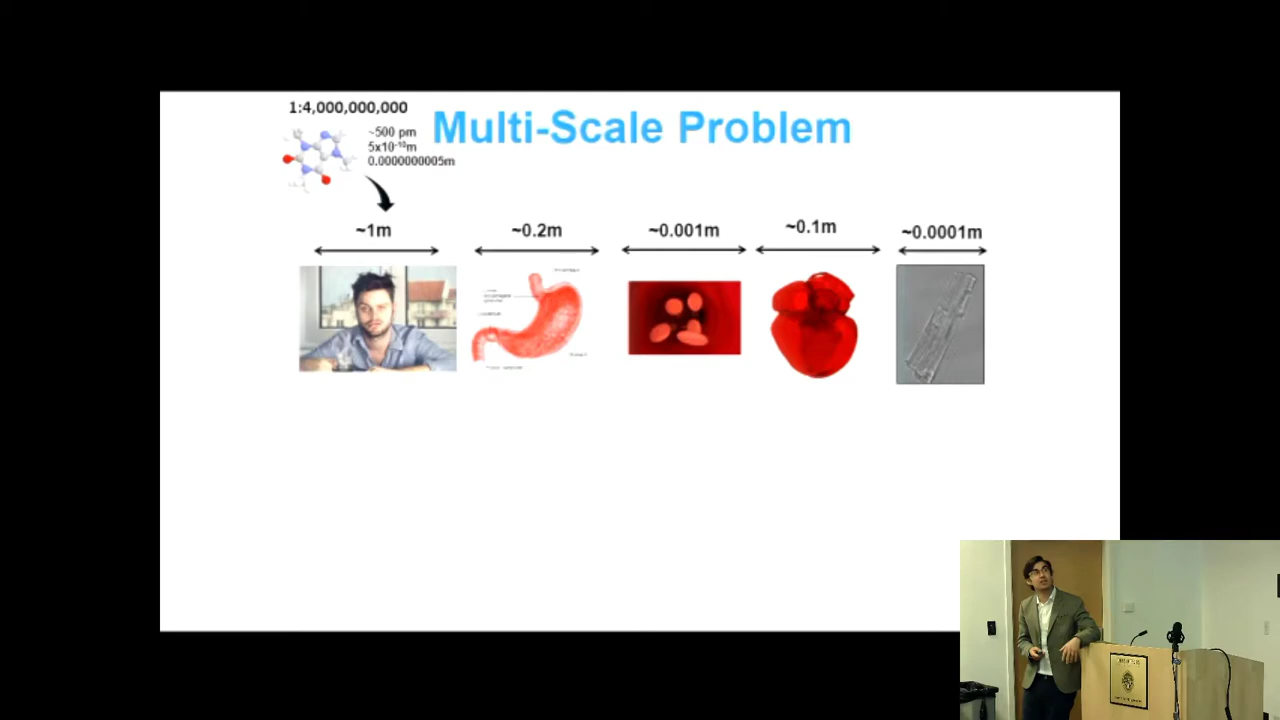 1:4,000,000,000
Multi-Scale Problem
~500 pm
5x10⁻¹⁰m
0.0000000005m
~1m
~0.2m
~0.001m
~0.1m
~0.0001m